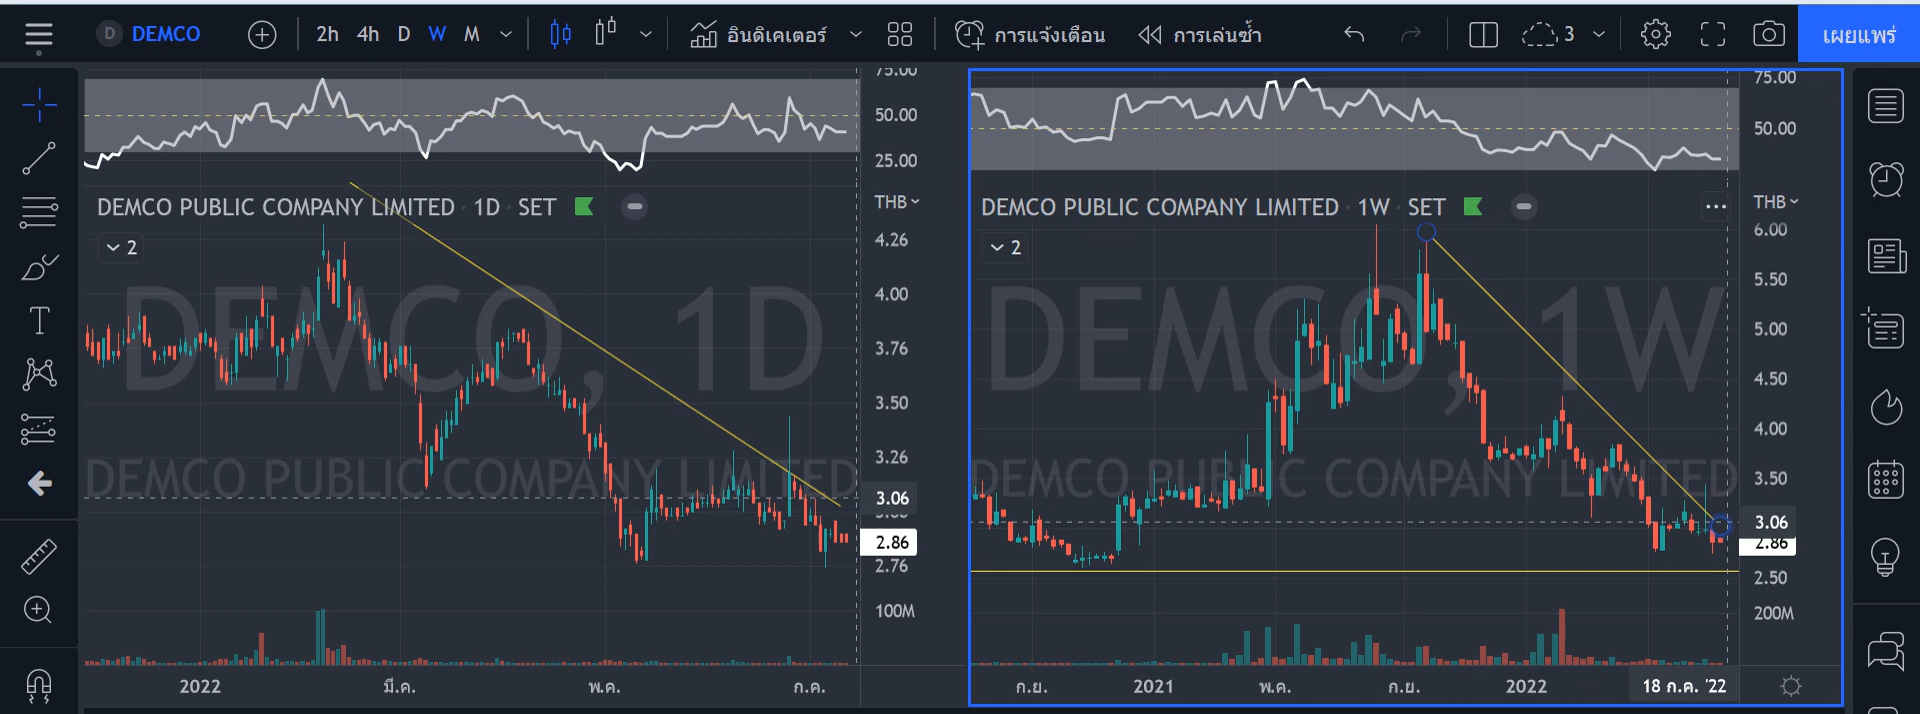 D DEMCO 2h 4h D W M อินดิเคเตอร์ การแจ้งเตือน การเล่นซ้ำ 3 เผยแพร่
75.00
50.00
25.00
DEMCO PUBLIC COMPANY LIMITED · 1D · SET
THB
2
4.26
4.00
3.76
3.50
3.26
3.06
3.00
2.86
2.76
100M
DEMCO, 1D
DEMCO PUBLIC COMPANY LIMITED
2022 มี.ค. พ.ค. ก.ค.
75.00
50.00
DEMCO PUBLIC COMPANY LIMITED · 1W · SET
THB
2
6.00
5.50
5.00
4.50
4.00
3.50
3.06
2.86
2.50
200M
DEMCO, 1W
DEMCO PUBLIC COMPANY LIMITED
ก.ย. 2021 พ.ค. ก.ย. 2022 18 ก.ค. '22
T